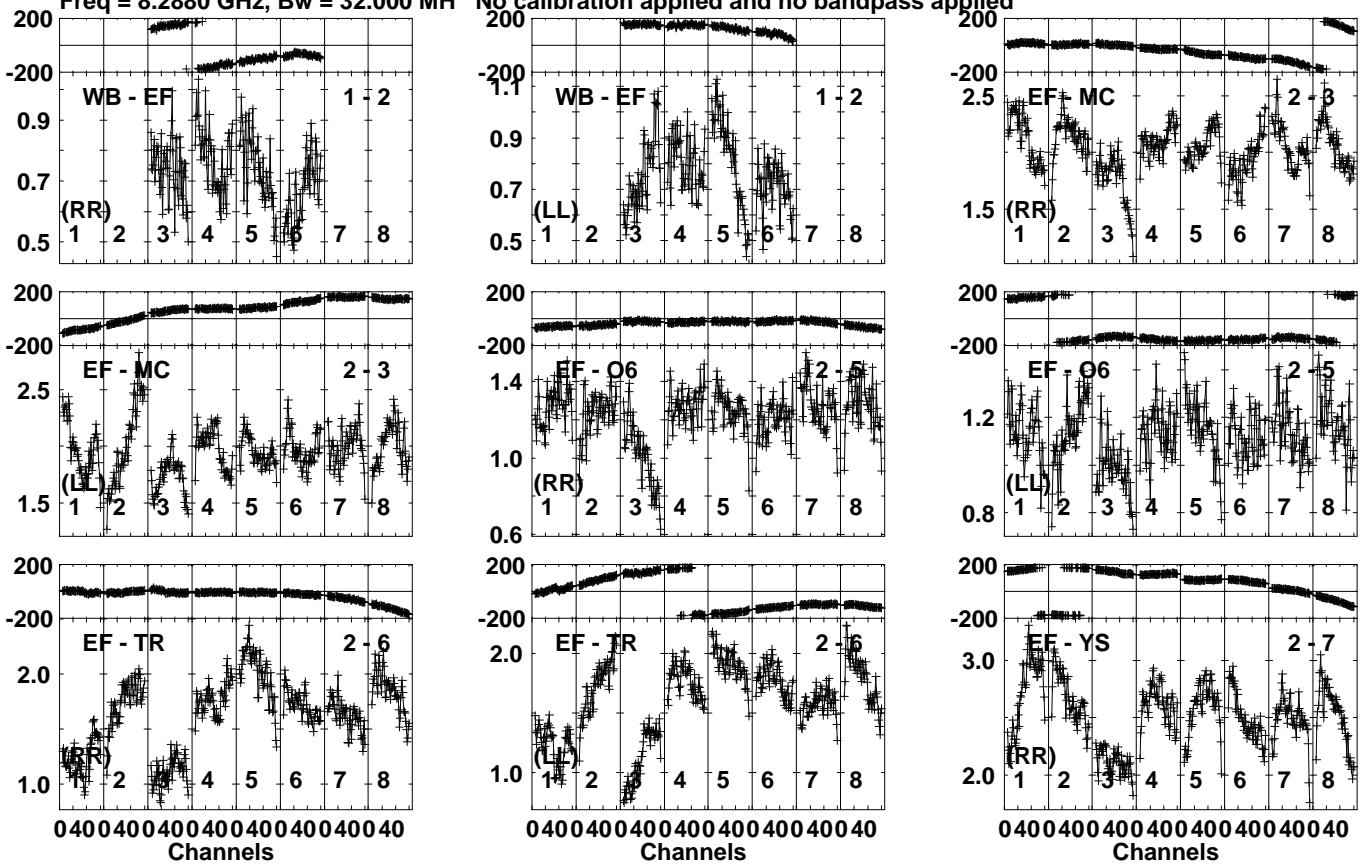 Freq = 8.2880 GHz, Bw = 32.000 MH No calibration applied and no bandpass applied
200
-200
WB - EF 1 - 2
0.9
0.7
0.5
(RR)
1 2 3 4 5 6 7 8
200
-200
WB - EF 1 - 2
1.1
0.9
0.7
0.5
(LL)
1 2 3 4 5 6 7 8
200
-200
EF - MC 2 - 3
2.5
1.5
(RR)
1 2 3 4 5 6 7 8
200
-200
EF - MC 2 - 3
2.5
1.5
(LL)
1 2 3 4 5 6 7 8
200
-200
EF - O6 2 - 5
1.4
1.0
0.6
(RR)
1 2 3 4 5 6 7 8
200
-200
EF - O6 2 - 5
1.2
0.8
(LL)
1 2 3 4 5 6 7 8
200
-200
EF - TR 2 - 6
2.0
1.0
(RR)
1 2 3 4 5 6 7 8
0 40 0 40 0 40 0 40 0 40 0 40 0 40 0 40
Channels
200
-200
EF - TR 2 - 6
2.0
1.0
(LL)
1 2 3 4 5 6 7 8
0 40 0 40 0 40 0 40 0 40 0 40 0 40 0 40
Channels
200
-200
EF - YS 2 - 7
3.0
2.0
(RR)
1 2 3 4 5 6 7 8
0 40 0 40 0 40 0 40 0 40 0 40 0 40 0 40
Channels